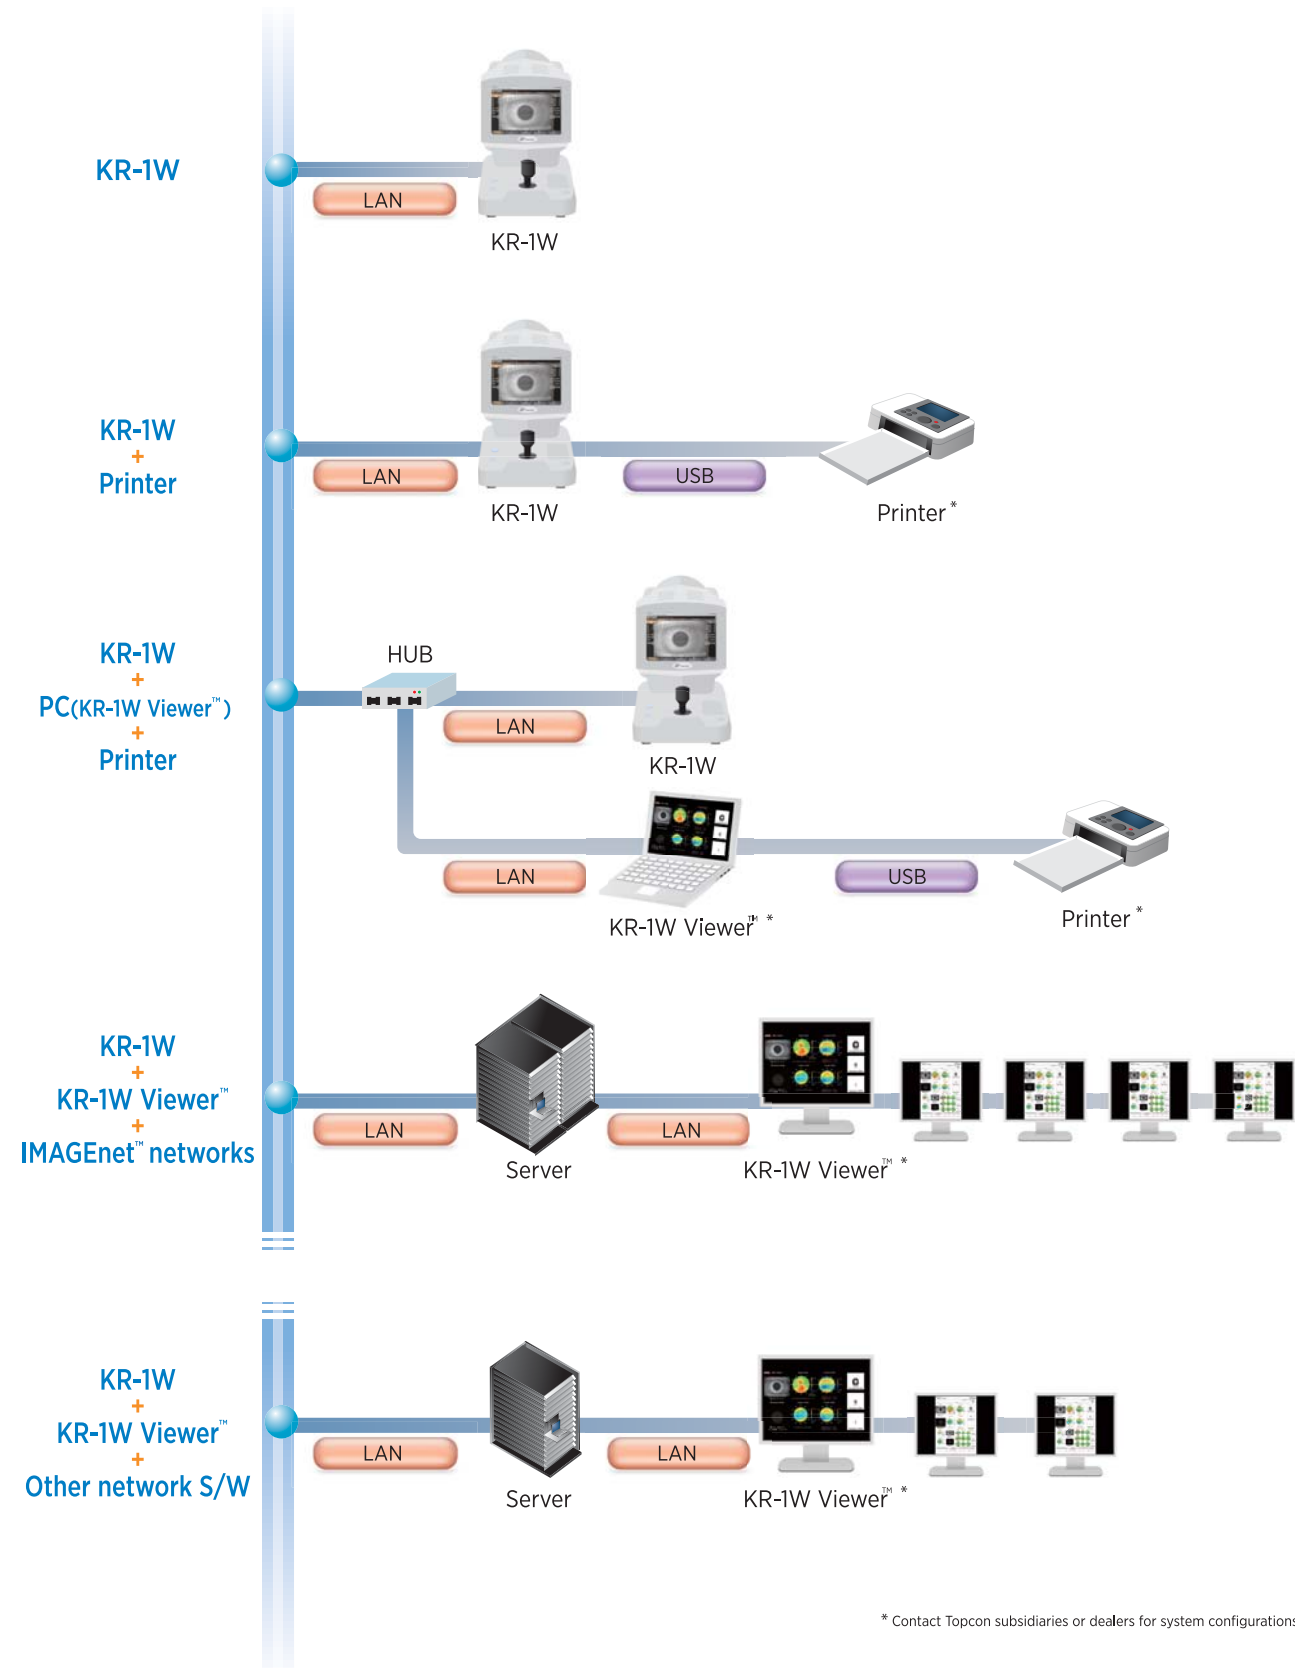 KR-1W
LAN
KR-1W
KR-1W
+
Printer
LAN
USB
KR-1W
Printer *
KR-1W
+
PC(KR-1W Viewer™)
+
Printer
HUB
LAN
KR-1W
LAN
USB
KR-1W Viewer™ *
Printer *
KR-1W
+
KR-1W Viewer™
+
IMAGEnet™ networks
LAN
LAN
Server
KR-1W Viewer™ *
KR-1W
+
KR-1W Viewer™
+
Other network S/W
LAN
LAN
Server
KR-1W Viewer™ *
* Contact Topcon subsidiaries or dealers for system configurations